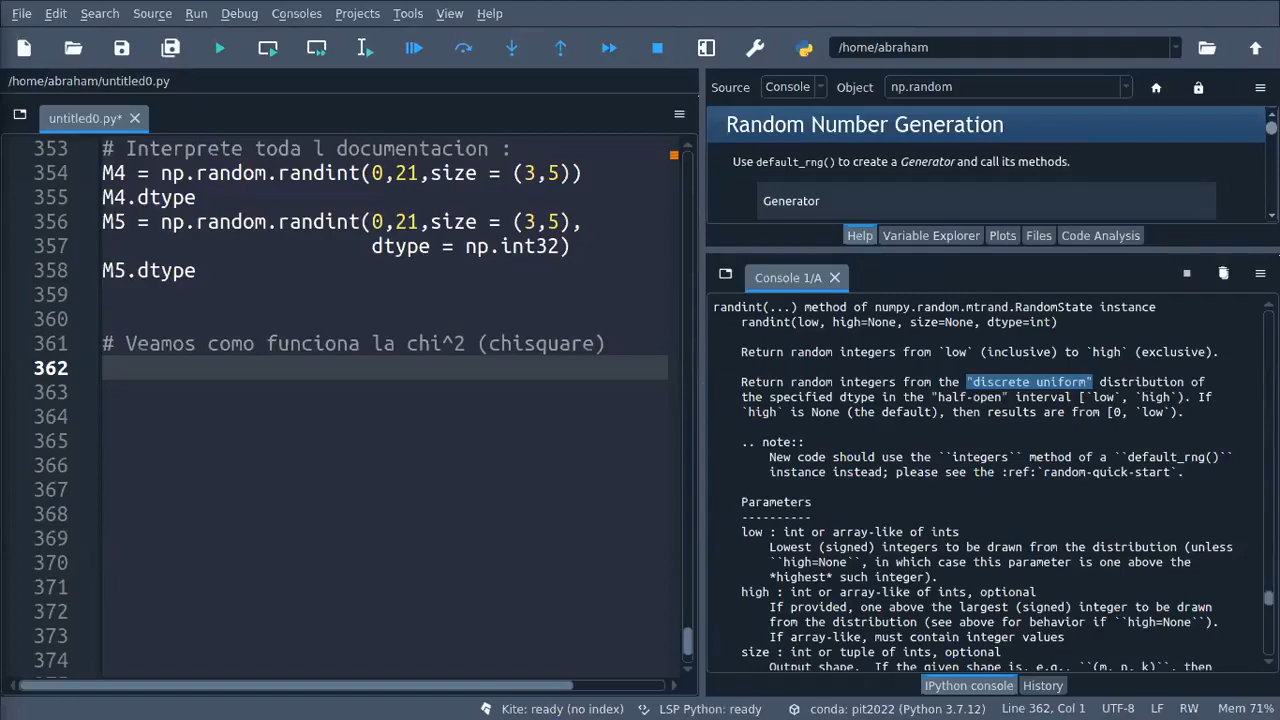 File Edit Search Source Run Debug Consoles Projects Tools View Help
/home/abraham
/home/abraham/untitled0.py
untitled0.py*
353 # Interprete toda l documentacion :
354 M4 = np.random.randint(0,21,size = (3,5))
355 M4.dtype
356 M5 = np.random.randint(0,21,size = (3,5),
357 dtype = np.int32)
358 M5.dtype
359
360
361 # Veamos como funciona la chi^2 (chisquare)
362
363
364
365
366
367
368
369
370
371
372
373
374
Source Console Object np.random
Random Number Generation
Use default_rng() to create a Generator and call its methods.
Generator
Help Variable Explorer Plots Files Code Analysis
Console 1/A
randint(...) method of numpy.random.mtrand.RandomState instance
randint(low, high=None, size=None, dtype=int)
Return random integers from `low` (inclusive) to `high` (exclusive).
Return random integers from the "discrete uniform" distribution of
the specified dtype in the "half-open" interval [`low`, `high`). If
`high` is None (the default), then results are from [0, `low`).
.. note::
New code should use the ``integers`` method of a ``default_rng()``
instance instead; please see the :ref:`random-quick-start`.
Parameters
----------
low : int or array-like of ints
Lowest (signed) integers to be drawn from the distribution (unless
``high=None``, in which case this parameter is one above the
*highest* such integer).
high : int or array-like of ints, optional
If provided, one above the largest (signed) integer to be drawn
from the distribution (see above for behavior if ``high=None``).
If array-like, must contain integer values
size : int or tuple of ints, optional
Output shape. If the given shape is, e.g., ``(m, n, k)``, then
IPython console History
Kite: ready (no index) LSP Python: ready conda: pit2022 (Python 3.7.12) Line 362, Col 1 UTF-8 LF RW Mem 71%